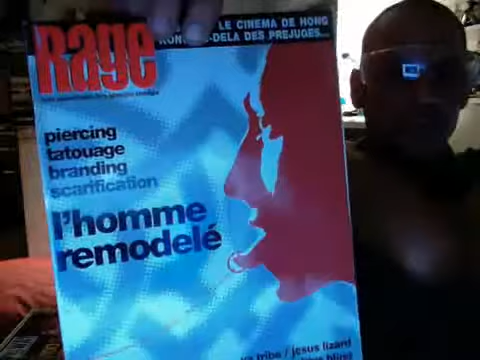 LE CINEMA DE HONG
DELA DES PREJUGES...
Rage
piercing
tatouage
branding
scarification
l'homme
remodelé
tribe / jesus lizard